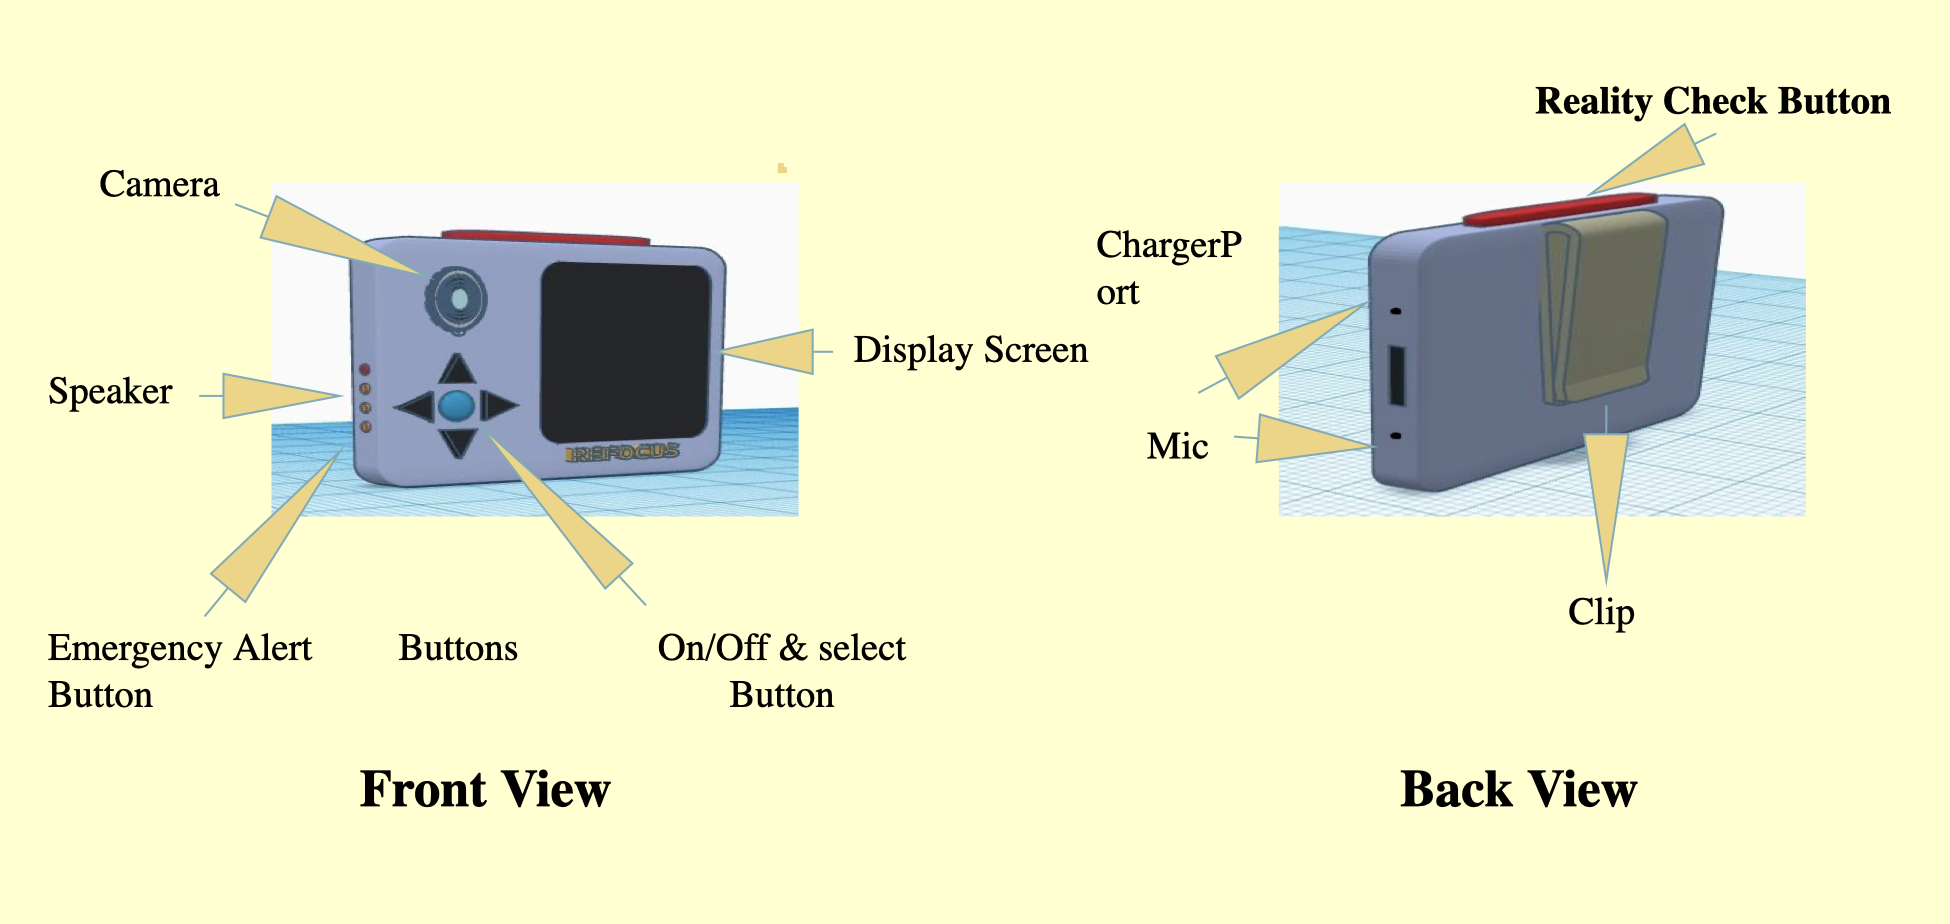 Reality Check Button
Camera
ChargerP
ort
Display Screen
Speaker
Mic
REFOCUS
Clip
Emergency Alert
Button
Buttons
On/Off & select
Button
Front View
Back View